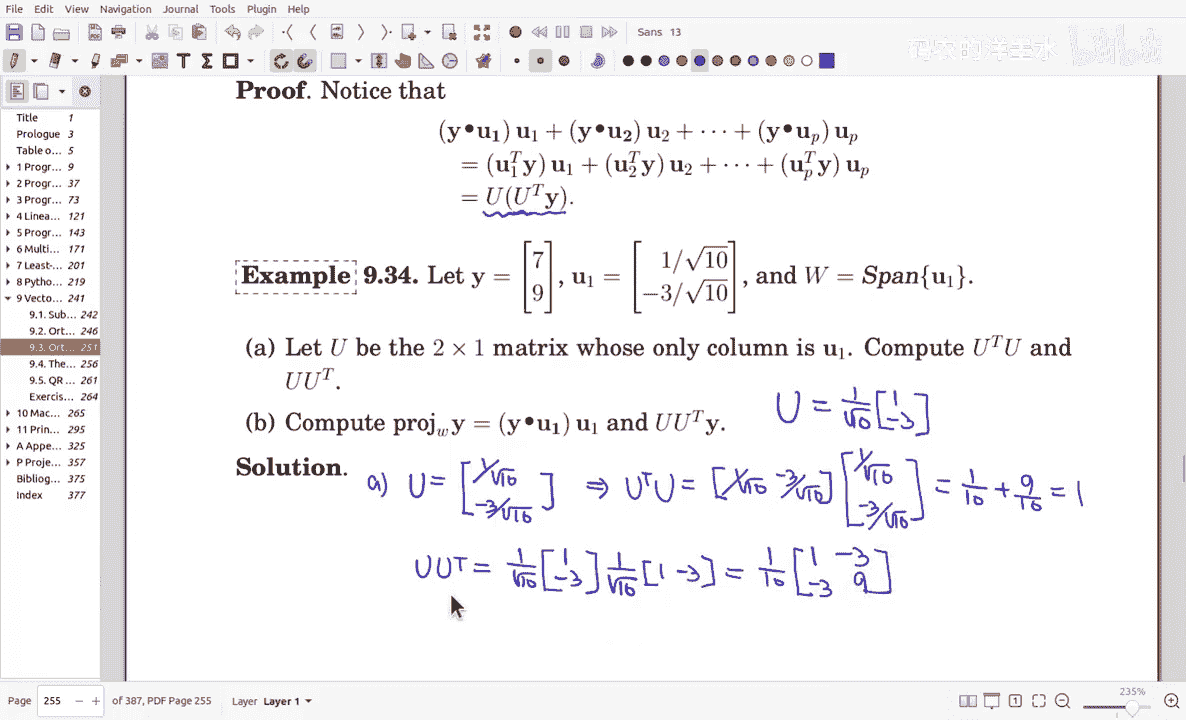 File Edit View Navigation Journal Tools Plugin Help
Sans 13
Title 1
Prologue 3
Table o... 5
1 Progr... 9
2 Progr... 37
3 Progr... 73
4 Linea... 121
5 Progr... 143
6 Multi... 171
7 Least-... 201
8 Pytho... 219
9 Vecto... 241
9.1. Sub... 242
9.2. Ort... 246
9.3. Ort... 251
9.4. The... 256
9.5. QR ... 261
Exercis... 264
10 Mac... 265
11 Prin... 295
A Appe... 325
P Proje... 357
Bibliog... 375
Index 377
Proof. Notice that
(y•u₁) u₁ + (y•u₂) u₂ + ⋯ + (y•uₚ) uₚ
= (u₁ᵀy) u₁ + (u₂ᵀy) u₂ + ⋯ + (uₚᵀy) uₚ
= U(Uᵀy).
Example 9.34. Let y = [7 9], u₁ = [1/√10 −3/√10], and W = Span{u₁}.
(a) Let U be the 2 × 1 matrix whose only column is u₁. Compute UᵀU and
UUᵀ.
(b) Compute proj_w y = (y•u₁) u₁ and UUᵀy.
U = 1/√10 [1 -3]
Solution.
a) U = [1/√10 -3/√10] ⇒ UᵀU = [1/√10 -3/√10] [1/√10 -3/√10] = 1/10 + 9/10 = 1
UUᵀ = 1/√10 [1 -3] 1/√10 [1 -3] = 1/10 [1 -3 -3 9]
Page 255 of 387, PDF Page 255 Layer Layer 1 235%